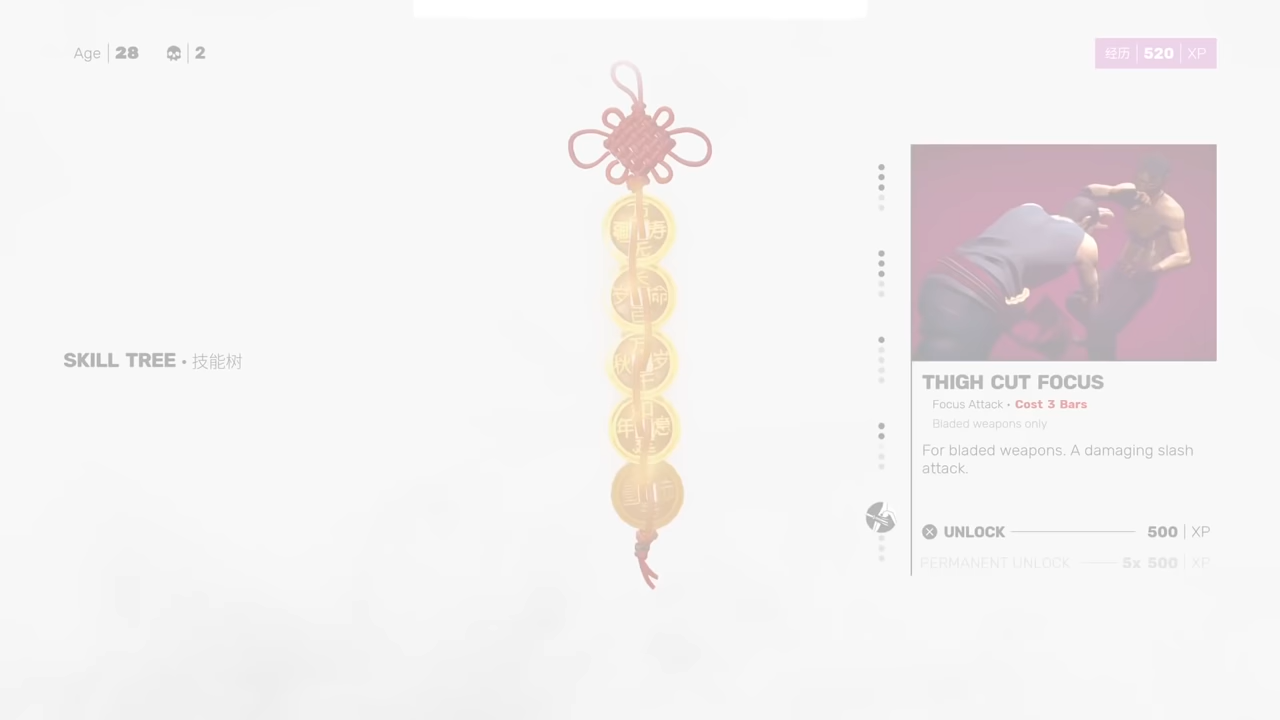 Age 28 2
经历 520 XP
SKILL TREE • 技能树
THIGH CUT FOCUS
Focus Attack • Cost 3 Bars
Bladed weapons only
For bladed weapons. A damaging slash
attack.
UNLOCK 500 XP
PERMANENT UNLOCK 5x 500 XP